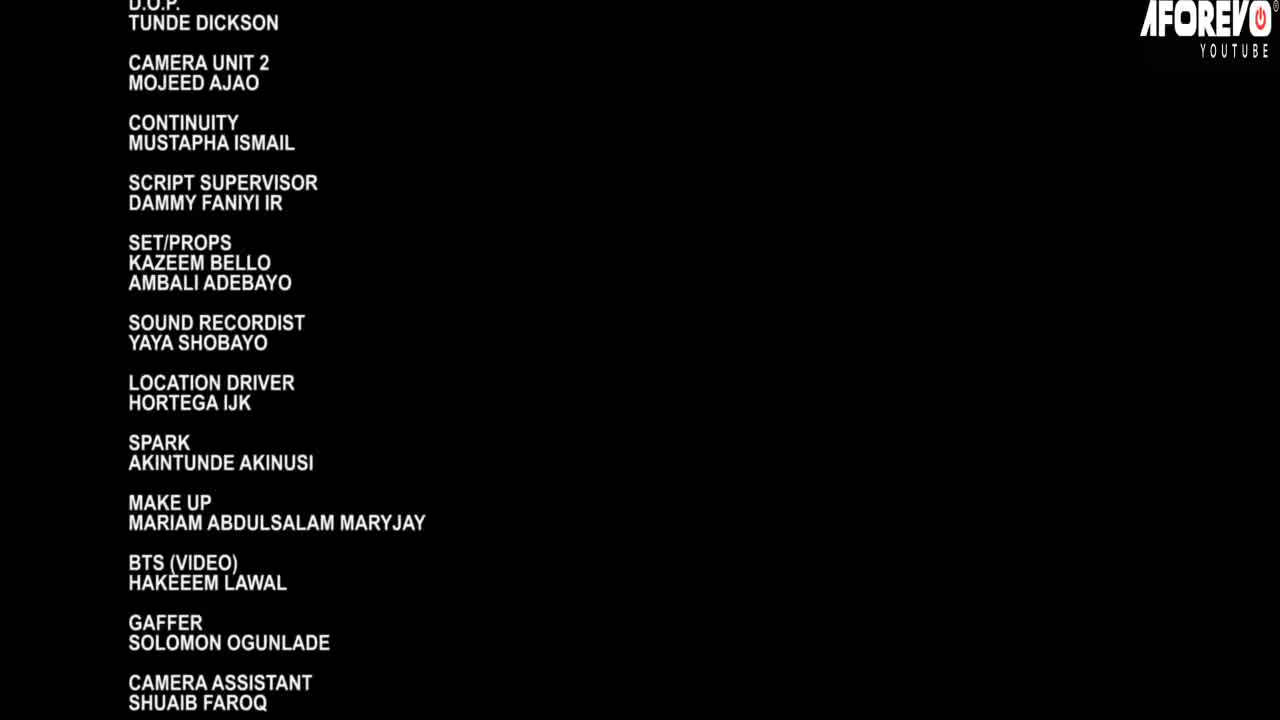 D.O.P.
TUNDE DICKSON
CAMERA UNIT 2
MOJEED AJAO
CONTINUITY
MUSTAPHA ISMAIL
SCRIPT SUPERVISOR
DAMMY FANIYI IR
SET/PROPS
KAZEEM BELLO
AMBALI ADEBAYO
SOUND RECORDIST
YAYA SHOBAYO
LOCATION DRIVER
HORTEGA IJK
SPARK
AKINTUNDE AKINUSI
MAKE UP
MARIAM ABDULSALAM MARYJAY
BTS (VIDEO)
HAKEEEM LAWAL
GAFFER
SOLOMON OGUNLADE
CAMERA ASSISTANT
SHUAIB FAROQ
AFOREVO®
YOUTUBE